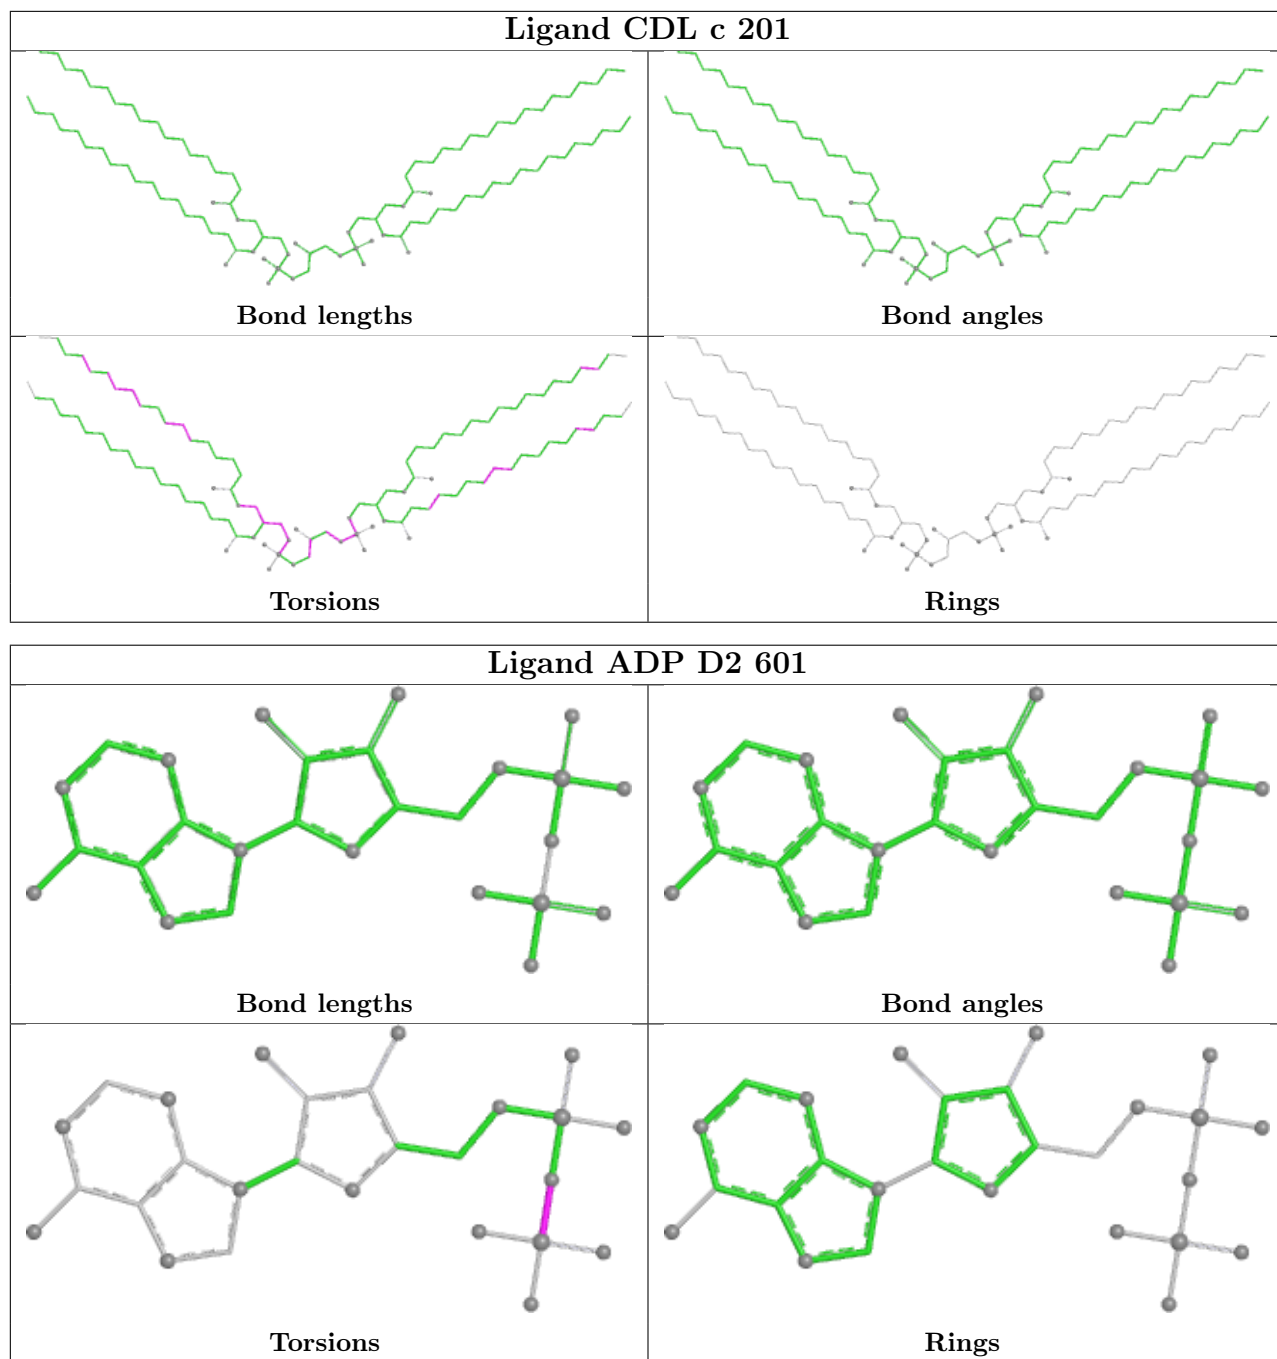 Ligand CDL c 201
Bond lengths
Bond angles
Torsions
Rings
Ligand ADP D2 601
Bond lengths
Bond angles
Torsions
Rings